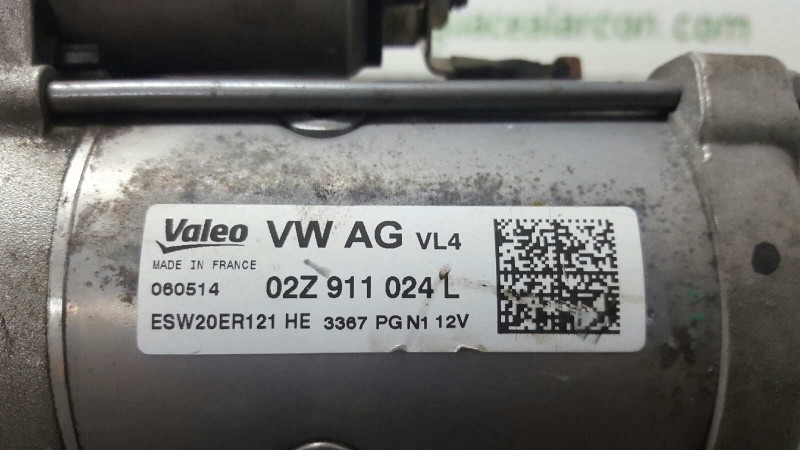 Valeo VW AG VL4
MADE IN FRANCE
060514 02Z 911 024 L
ESW20ER121 HE 3367 PG N1 12V